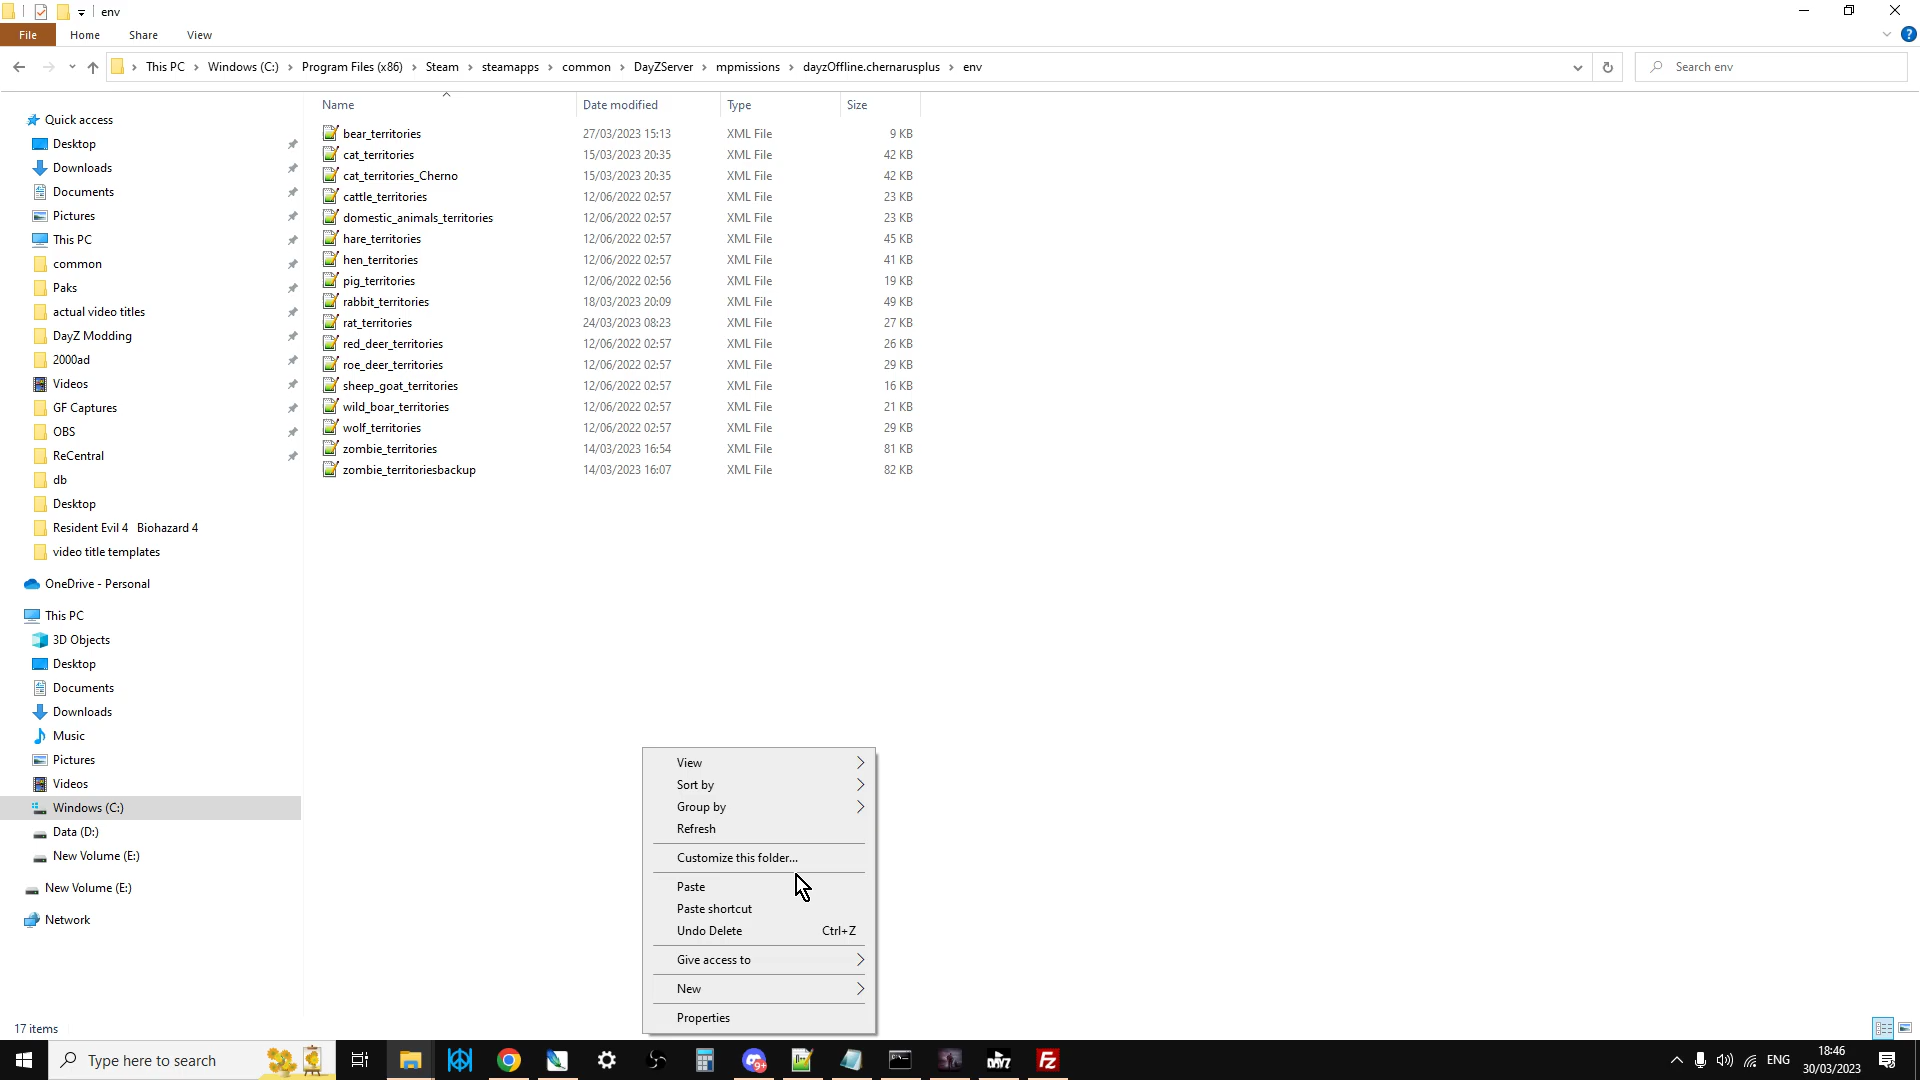 env
File Home Share View
This PC Windows (C:) Program Files (x86) Steam steamapps common DayZServer mpmissions dayzOffline.chernarusplus env
Search env
Name Date modified Type Size
Quick access
Desktop
Downloads
Documents
Pictures
This PC
common
Paks
actual video titles
DayZ Modding
2000ad
Videos
GF Captures
OBS
ReCentral
db
Desktop
Resident Evil 4 Biohazard 4
video title templates
OneDrive - Personal
This PC
3D Objects
Desktop
Documents
Downloads
Music
Pictures
Videos
Windows (C:)
Data (D:)
New Volume (E:)
New Volume (E:)
Network
bear_territories 27/03/2023 15:13 XML File 9 KB
cat_territories 15/03/2023 20:35 XML File 42 KB
cat_territories_Cherno 15/03/2023 20:35 XML File 42 KB
cattle_territories 12/06/2022 02:57 XML File 23 KB
domestic_animals_territories 12/06/2022 02:57 XML File 23 KB
hare_territories 12/06/2022 02:57 XML File 45 KB
hen_territories 12/06/2022 02:57 XML File 41 KB
pig_territories 12/06/2022 02:56 XML File 19 KB
rabbit_territories 18/03/2023 20:09 XML File 49 KB
rat_territories 24/03/2023 08:23 XML File 27 KB
red_deer_territories 12/06/2022 02:57 XML File 26 KB
roe_deer_territories 12/06/2022 02:57 XML File 29 KB
sheep_goat_territories 12/06/2022 02:57 XML File 16 KB
wild_boar_territories 12/06/2022 02:57 XML File 21 KB
wolf_territories 12/06/2022 02:57 XML File 29 KB
zombie_territories 14/03/2023 16:54 XML File 81 KB
zombie_territoriesbackup 14/03/2023 16:07 XML File 82 KB
View
Sort by
Group by
Refresh
Customize this folder...
Paste
Paste shortcut
Undo Delete Ctrl+Z
Give access to
New
Properties
17 items
Type here to search
9+
DAYZ
FZ
ENG
18:46
30/03/2023